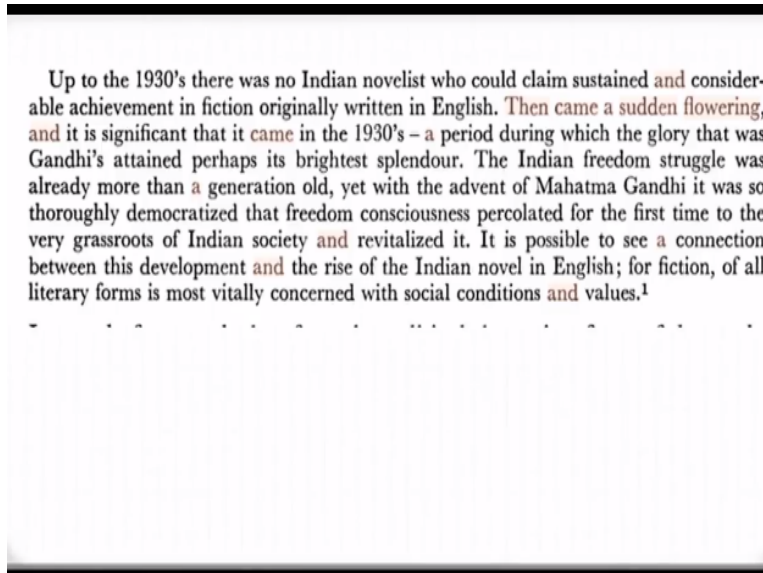 Up to the 1930's there was no Indian novelist who could claim sustained and consider-
able achievement in fiction originally written in English. Then came a sudden flowering,
and it is significant that it came in the 1930's – a period during which the glory that was
Gandhi's attained perhaps its brightest splendour. The Indian freedom struggle was
already more than a generation old, yet with the advent of Mahatma Gandhi it was so
thoroughly democratized that freedom consciousness percolated for the first time to the
very grassroots of Indian society and revitalized it. It is possible to see a connection
between this development and the rise of the Indian novel in English; for fiction, of all
literary forms is most vitally concerned with social conditions and values.¹